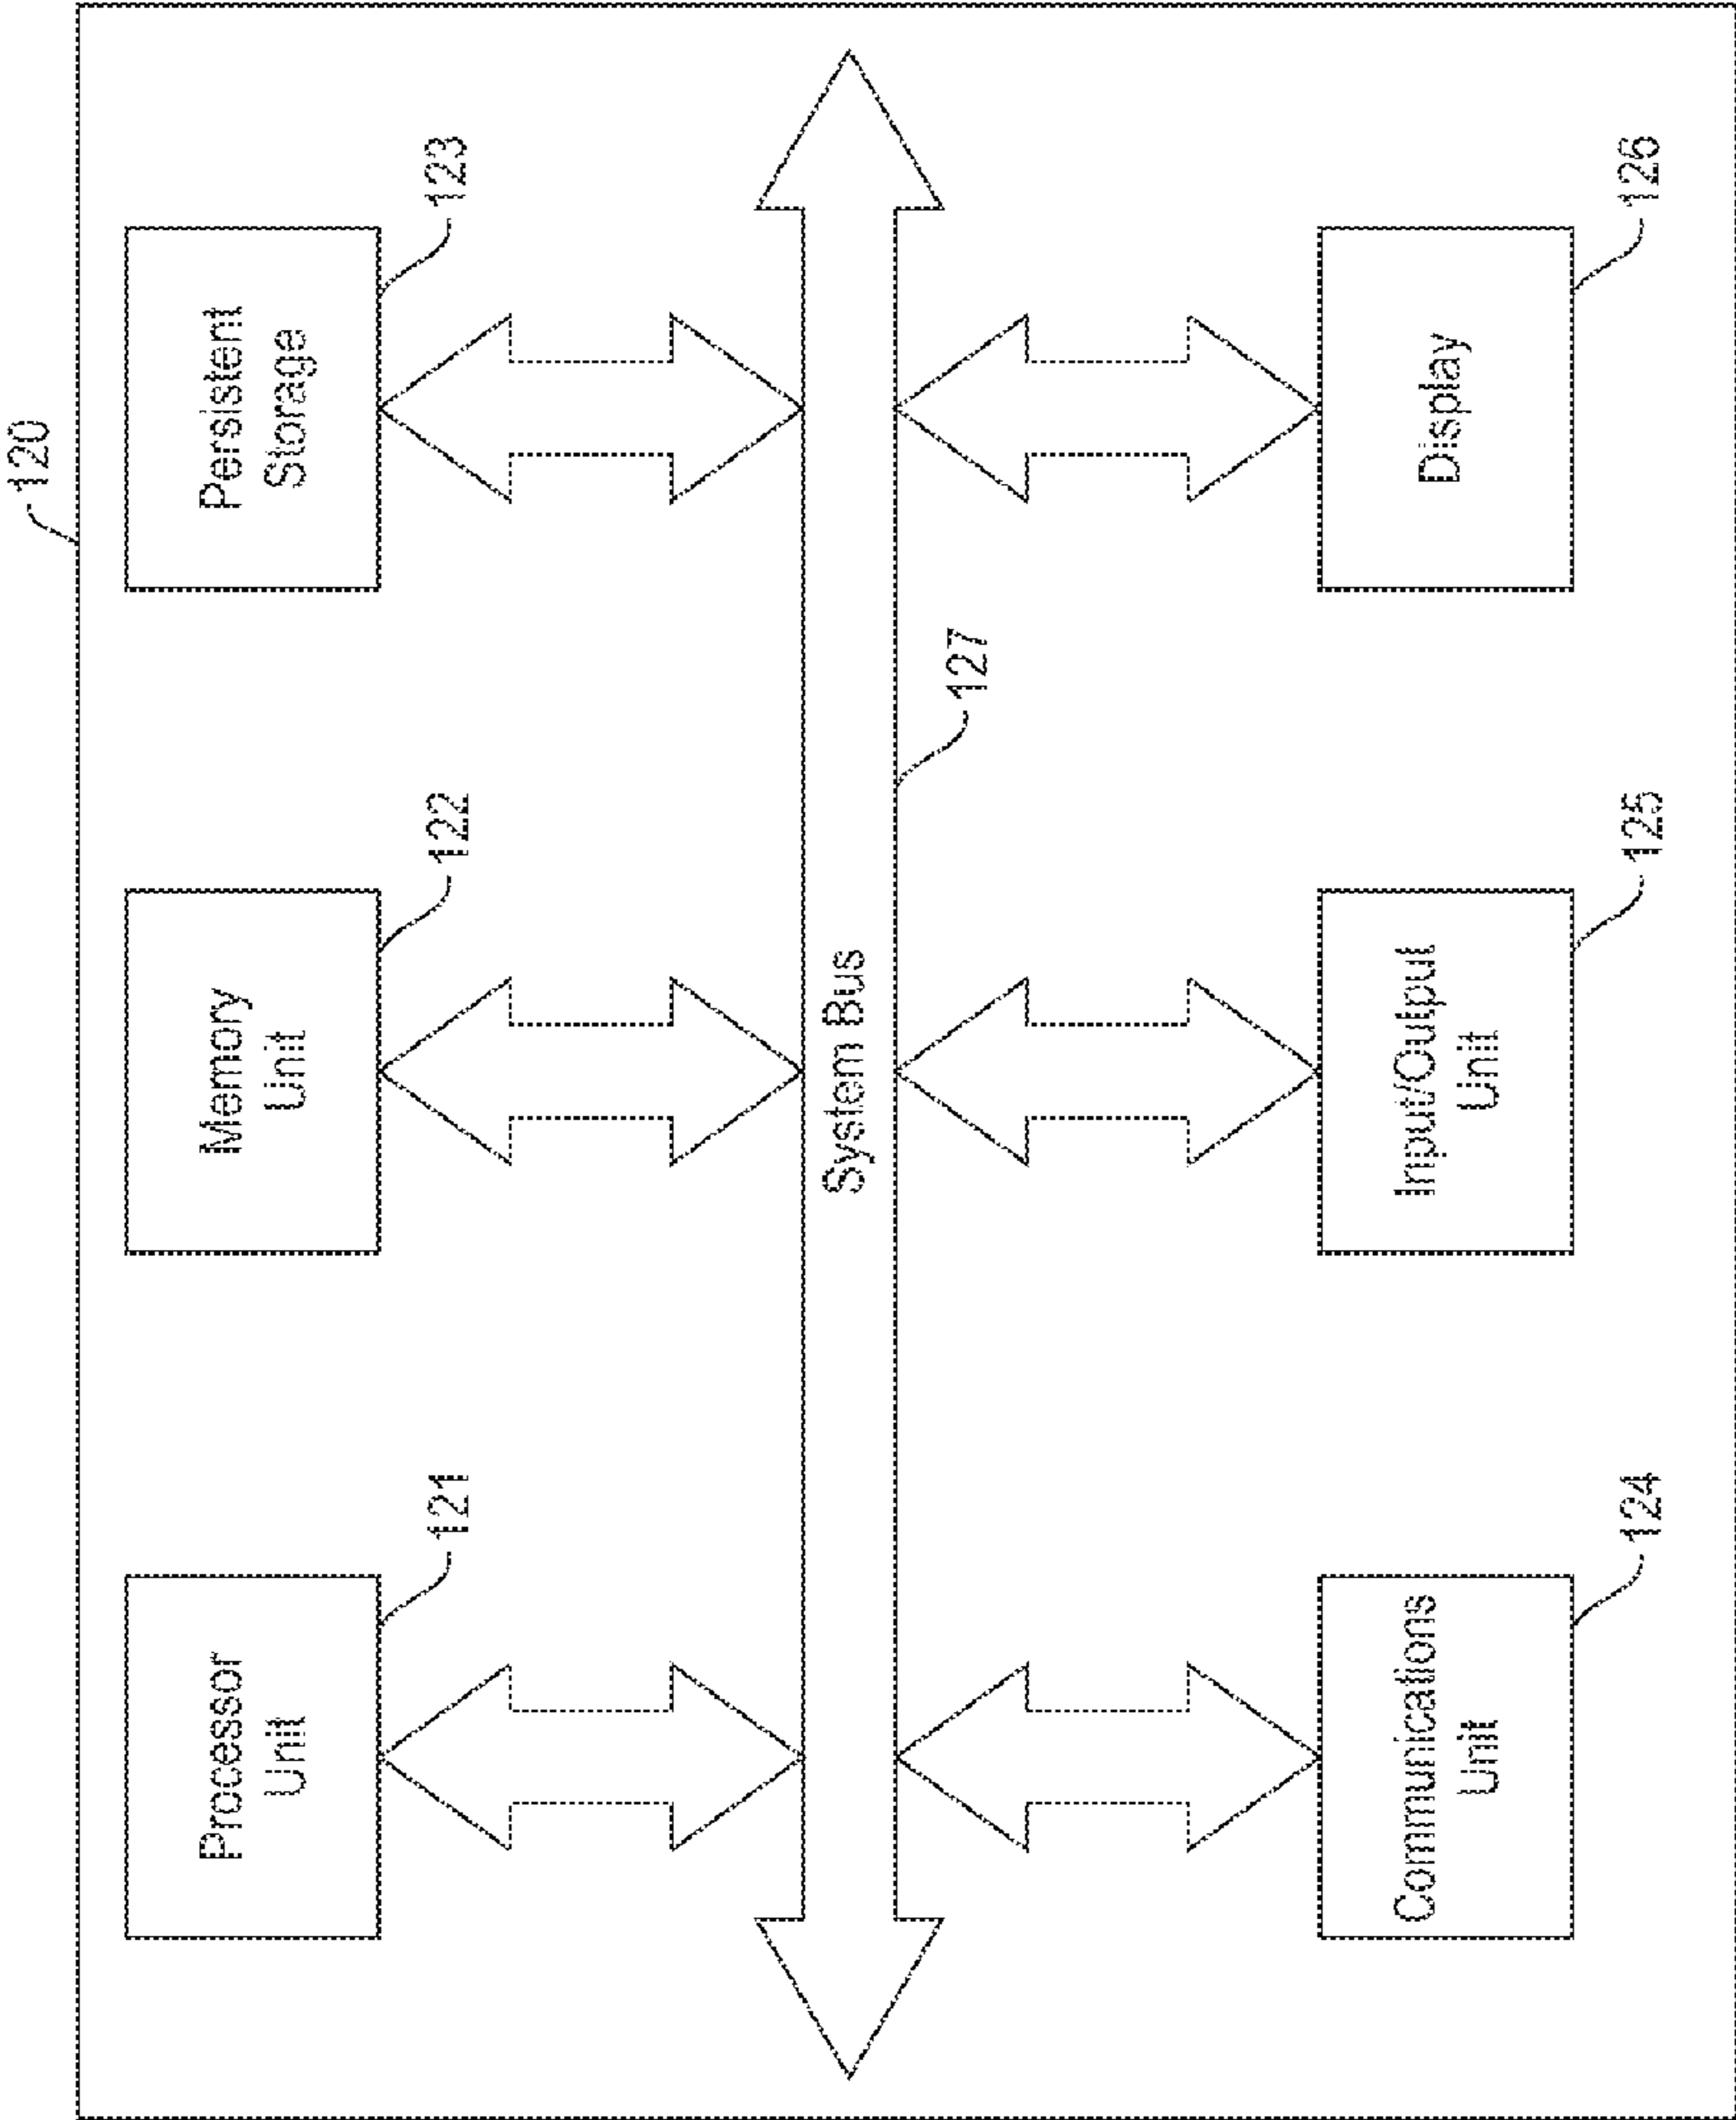 120
Processor
Unit
121
Memory
Unit
122
Persistent
Storage
123
System Bus
127
Communications
Unit
124
Input/Output
Unit
125
Display
126